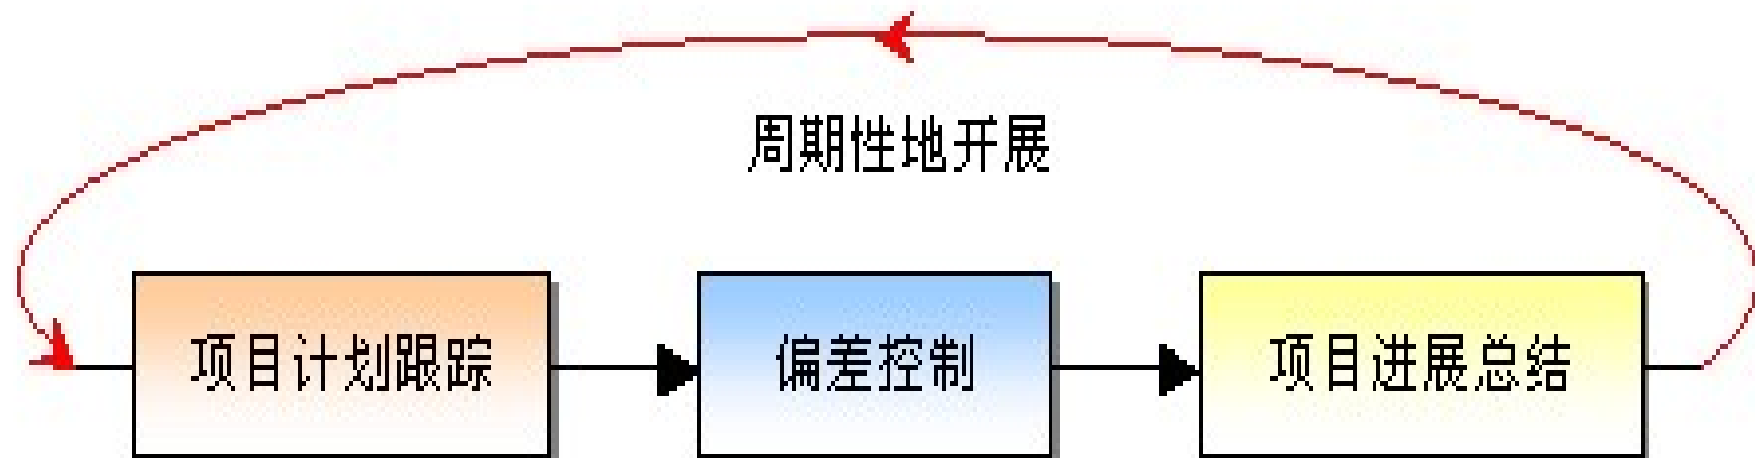 周期性地开展
项目计划跟踪
偏差控制
项目进展总结